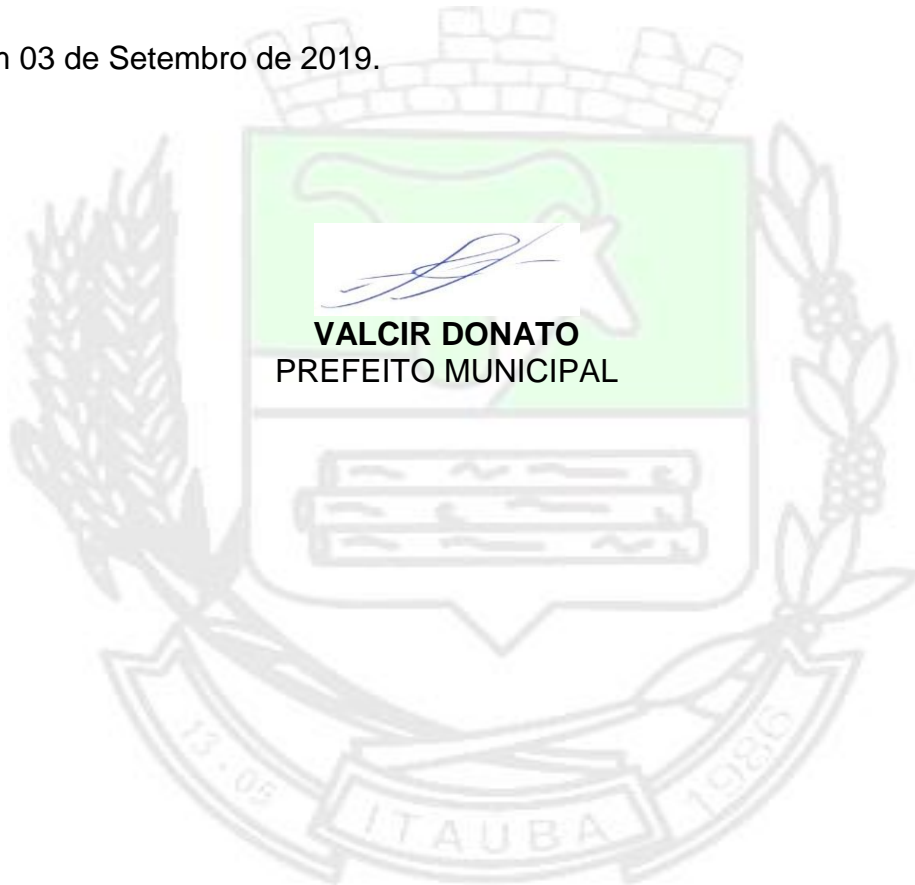 03 de Setembro de 2019.
VALCIR DONATO
PREFEITO MUNICIPAL
13 . 05
ITAUBA
1986